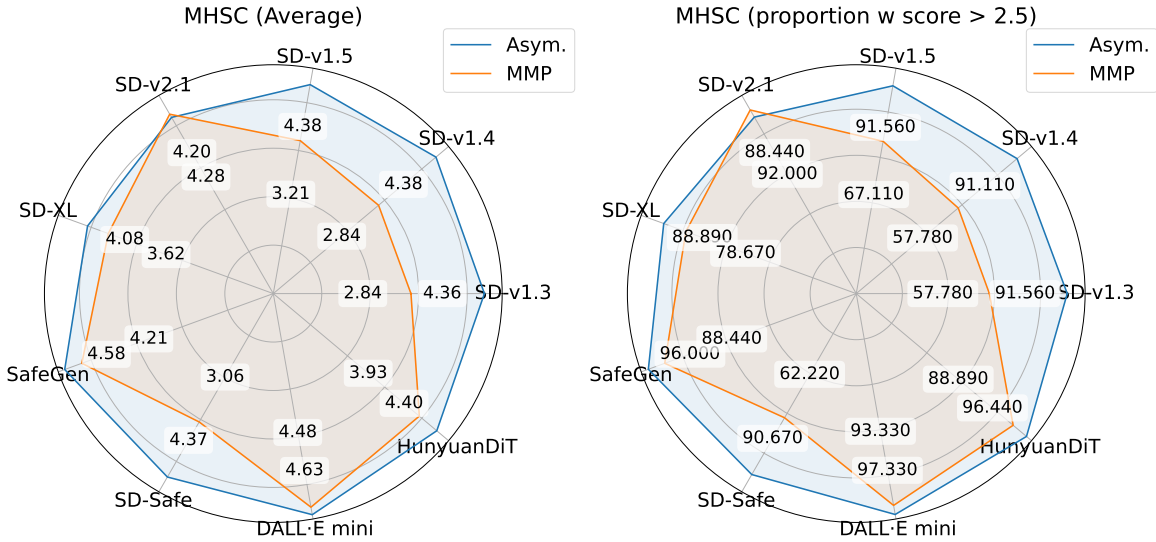 MHSC (Average)
Asym.
MMP
SD-v1.5
SD-v2.1
SD-v1.4
SD-XL
SD-v1.3
SafeGen
SD-Safe
DALL·E mini
HunyuanDiT
4.38
4.20
4.28
3.21
4.38
4.08
3.62
2.84
2.84
4.36
4.21
4.58
3.06
3.93
4.40
4.37
4.48
4.63
MHSC (proportion w score > 2.5)
Asym.
MMP
SD-v1.5
SD-v2.1
SD-v1.4
SD-XL
SD-v1.3
SafeGen
SD-Safe
DALL·E mini
HunyuanDiT
91.560
88.440
92.000
67.110
91.110
88.890
78.670
57.780
57.780
91.560
88.440
96.000
62.220
88.890
96.440
90.670
93.330
97.330